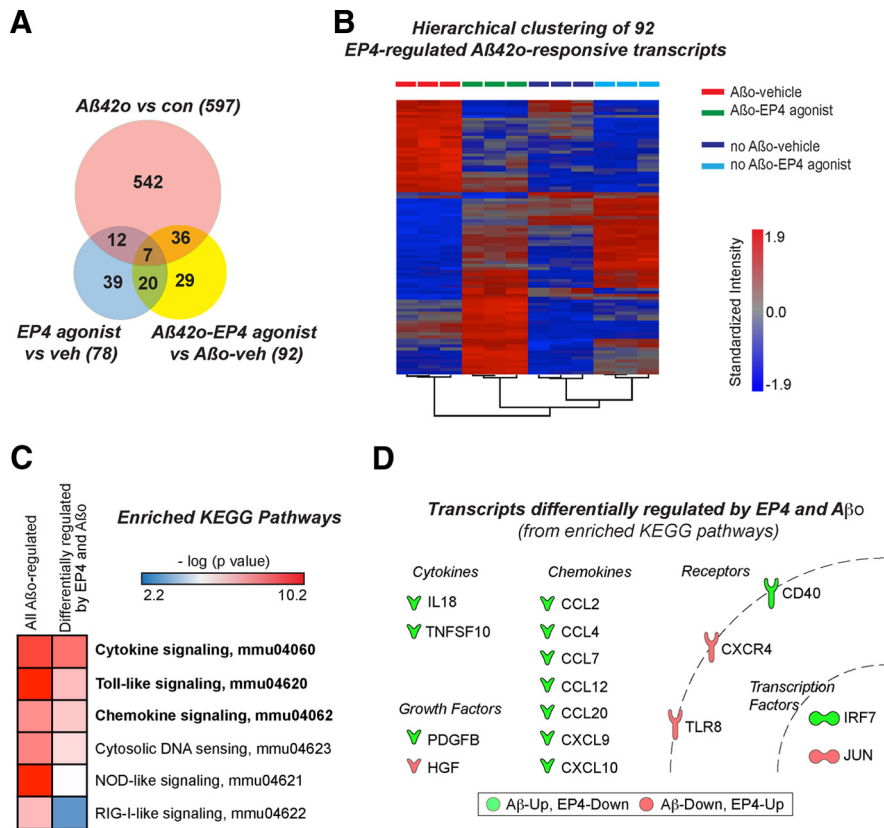 A
Aß42o vs con (597)
542
12
7
36
39
20
29
EP4 agonist
vs veh (78)
Aß42o-EP4 agonist
vs Aßo-veh (92)
B
Hierarchical clustering of 92
EP4-regulated Aß42o-responsive transcripts
Aßo-vehicle
Aßo-EP4 agonist
no Aßo-vehicle
no Aßo-EP4 agonist
Standardized Intensity
1.9
0.0
-1.9
C
All Aßo-regulated
Differentially regulated
by EP4 and Aßo
Enriched KEGG Pathways
- log (p value)
2.2
10.2
Cytokine signaling, mmu04060
Toll-like signaling, mmu04620
Chemokine signaling, mmu04062
Cytosolic DNA sensing, mmu04623
NOD-like signaling, mmu04621
RIG-I-like signaling, mmu04622
D
Transcripts differentially regulated by EP4 and Aβo
(from enriched KEGG pathways)
Cytokines
IL18
TNFSF10
Growth Factors
PDGFB
HGF
Chemokines
CCL2
CCL4
CCL7
CCL12
CCL20
CXCL9
CXCL10
Receptors
CD40
CXCR4
TLR8
Transcription
Factors
IRF7
JUN
Aβ-Up, EP4-Down
Aβ-Down, EP4-Up